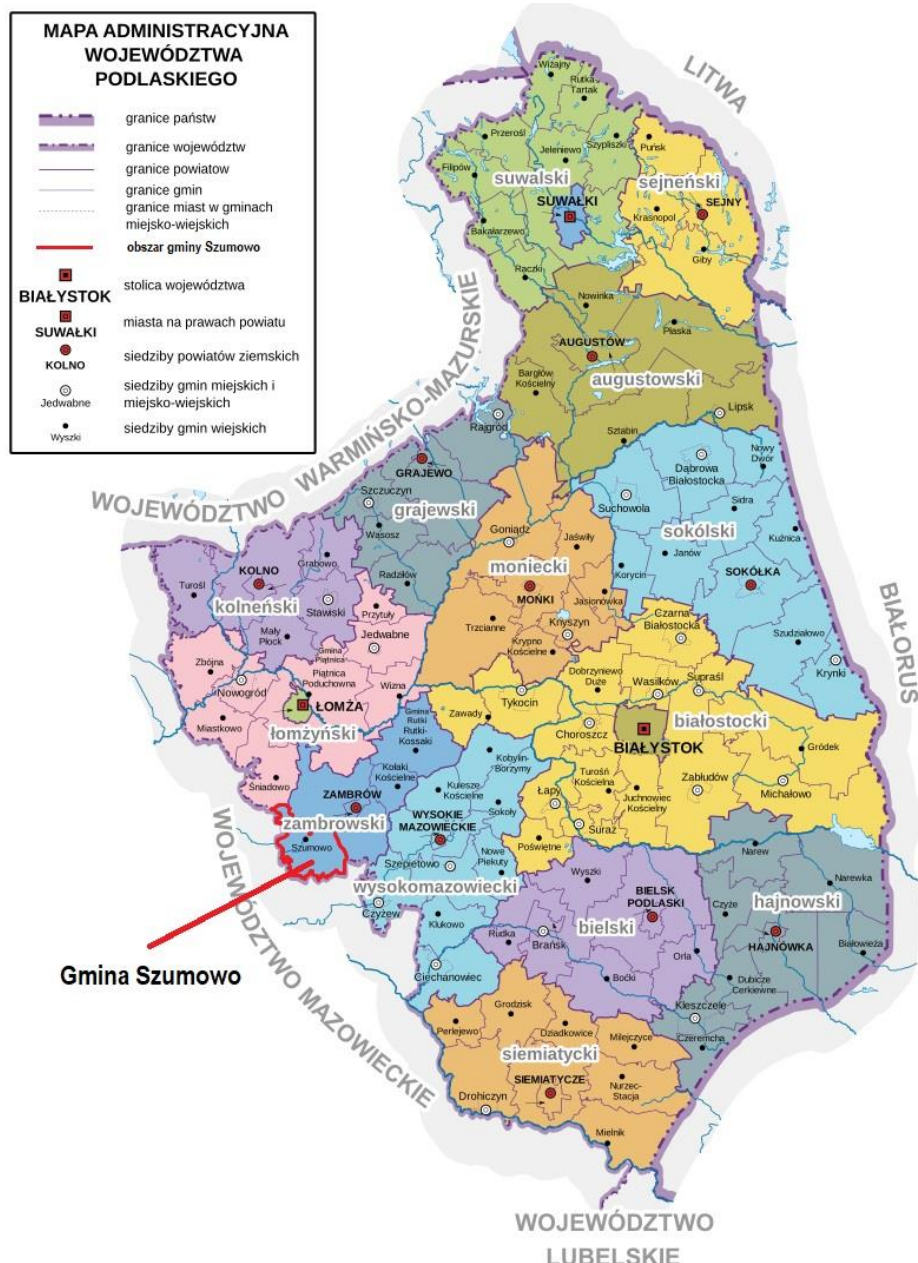 MAPA ADMINISTRACYJNA
WOJEWÓDZTWA
PODLASKIEGO
granice państw
granice województw
granice powiatow
granice gmin
granice miast w gminach
miejsko-wiejskich
obszar gminy Szumowo
BIAŁYSTOK
stolica województwa
SUWAŁKI
miasta na prawach powiatu
KOLNO
siedziby powiatów ziemskich
Jedwabne
siedziby gmin miejskich i
miejsko-wiejskich
Wyszki
siedziby gmin wiejskich
LITWA
Wiżajny
Rutka
Tartak
Przerośl
Jeleniewo
Szypliszki
Puńsk
Filipów
suwalski
sejneński
SUWAŁKI
Krasnopol
SEJNY
Bakałarzewo
Giby
Raczki
Nowinka
Płaska
AUGUSTÓW
augustowski
Bargłów
Kościelny
Lipsk
Rajgród
Sztabin
WOJEWÓDZTWO WARMIŃSKO-MAZURSKIE
GRAJEWO
Szczuczyn
grajewski
Wąsosz
Radziłów
Nowy
Dwór
Dąbrowa
Białostocka
Suchowola
Sidra
sokólski
Kuźnica
Janów
Korycin
SOKÓŁKA
Szudziałowo
Krynki
BIAŁORUS
Goniądz
Jaświły
moniecki
MOŃKI
Jasionówka
Trzcianne
Knyszyn
Krypno
Kościelne
KOLNO
Grabowo
Turośl
kolneński
Stawiski
Mały
Płock
Przytuły
Jedwabne
Zbójna
Gmina
Piątnica
Piątnica
Poduchowna
Nowogród
ŁOMŻA
Wizna
Miastkowo
łomżyński
Śniadowo
Czarna
Białostocka
Dobrzyniewo
Duże
Wasilków
Supraśl
Tykocin
Zawady
Choroszcz
białostocki
BIAŁYSTOK
Gródek
Turośń
Kościelna
Zabłudów
Michałowo
Juchnowiec
Kościelny
Łapy
Suraż
Poświętne
Gmina
Rutki
Rutki-
Kossaki
Kołaki
Kościelne
ZAMBRÓW
zambrowski
Szumowo
Kobylin-
Borzymy
Kulesze
Kościelne
Sokoły
WYSOKIE
MAZOWIECKIE
Nowe
Piekuty
Szepietowo
wysokomazowiecki
Czyżew
Klukowo
Ciechanowiec
Wyszki
BIELSK
PODLASKI
bielski
Rudka
Brańsk
Orla
Boćki
Narew
Narewka
hajnowski
Czyże
HAJNÓWKA
Białowieża
Dubicze
Cerkiewne
Kleszczele
Czeremcha
Gmina Szumowo
WOJEWÓDZTWO MAZOWIECKIE
Grodzisk
Perlejewo
Dziadkowice
Milejczyce
siemiatycki
SIEMIATYCZE
Nurzec-
Stacja
Drohiczyn
Mielnik
WOJEWÓDZTWO
LUBELSKIE